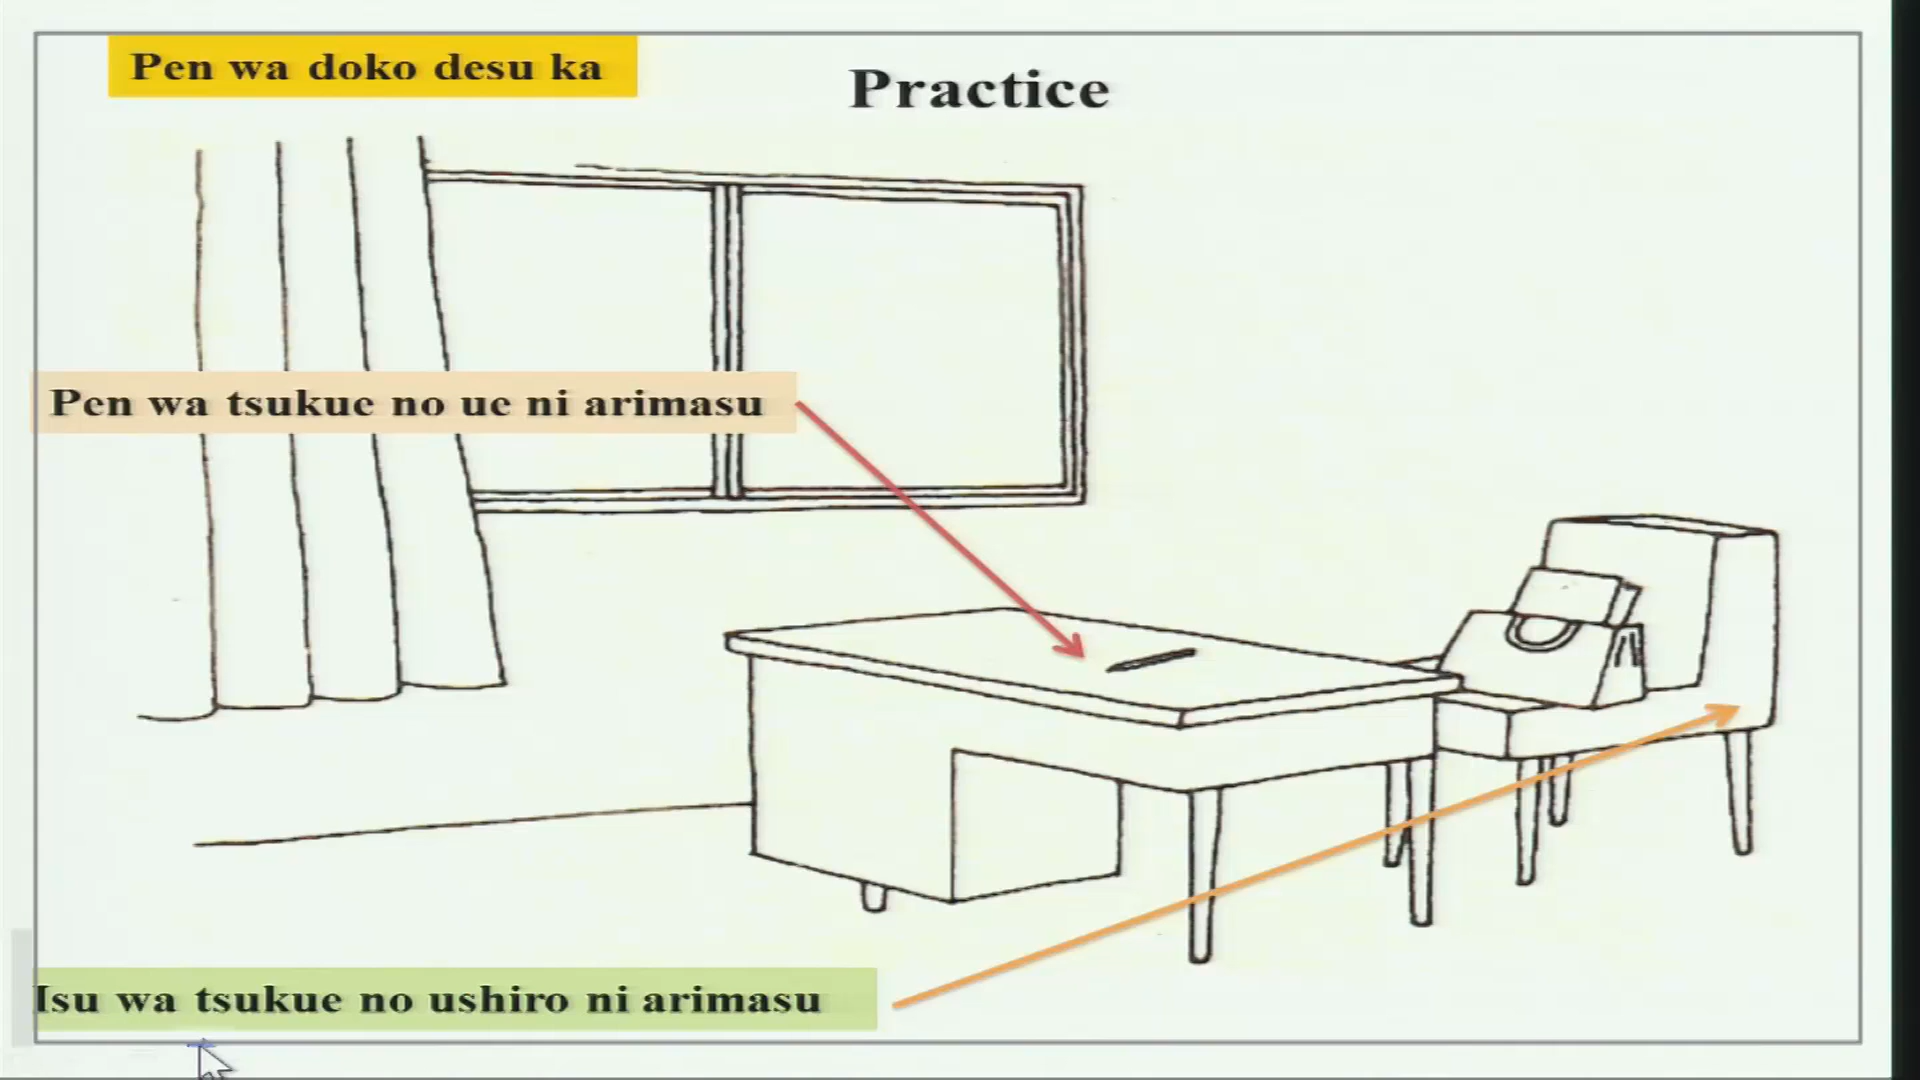 Pen wa doko desu ka
Practice
Pen wa tsukue no ue ni arimasu
Isu wa tsukue no ushiro ni arimasu